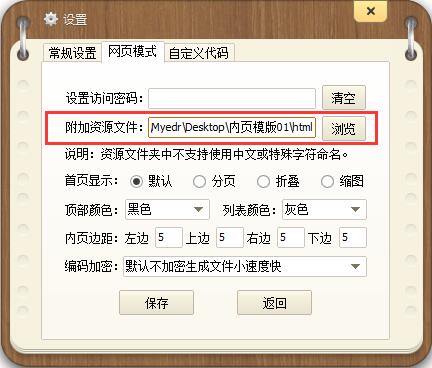 设置
常规设置 网页模式 自定义代码
设置访问密码： 清空
附加资源文件： Myedr\Desktop\内页模版01\html 浏览
说明：资源文件夹中不支持使用中文或特殊字符命名。
首页显示： 默认 分页 折叠 缩图
顶部颜色： 黑色 列表颜色： 灰色
内页边距： 左边 5 上边 5 右边 5 下边 5
编码加密： 默认不加密生成文件小速度快
保存 返回